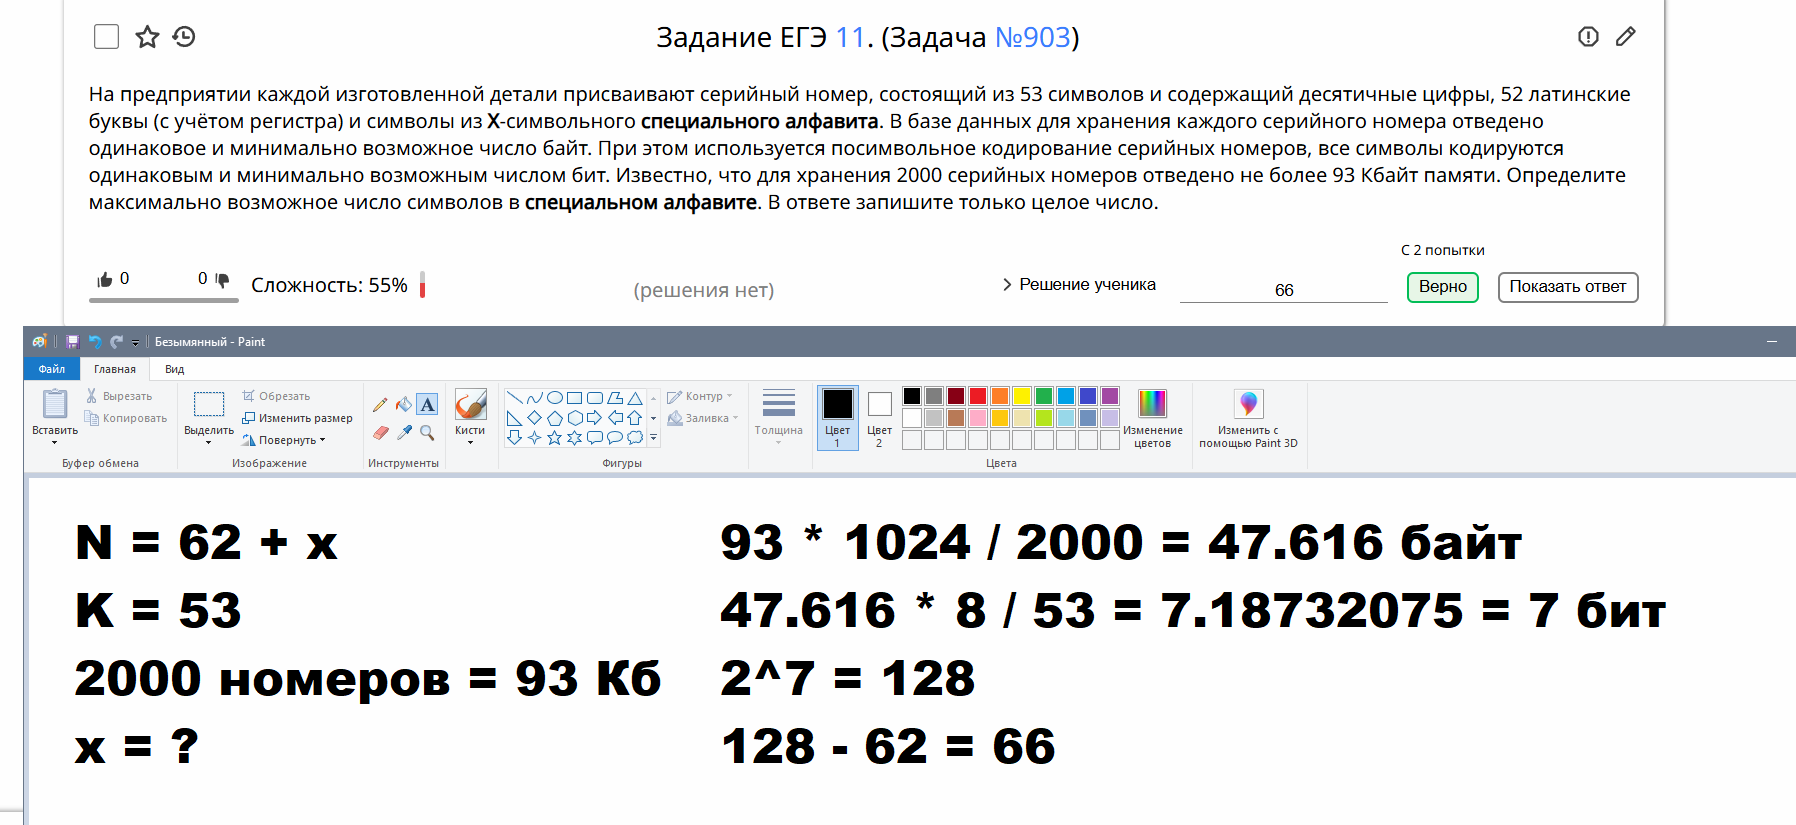 Задание ЕГЭ 11. (Задача №903)
На предприятии каждой изготовленной детали присваивают серийный номер, состоящий из 53 символов и содержащий десятичные цифры, 52 латинские
буквы (с учётом регистра) и символы из X-символьного специального алфавита. В базе данных для хранения каждого серийного номера отведено
одинаковое и минимально возможное число байт. При этом используется посимвольное кодирование серийных номеров, все символы кодируются
одинаковым и минимально возможным числом бит. Известно, что для хранения 2000 серийных номеров отведено не более 93 Кбайт памяти. Определите
максимально возможное число символов в специальном алфавите. В ответе запишите только целое число.
С 2 попытки
0 0 Сложность: 55% (решения нет) Решение ученика 66 Верно Показать ответ
Безымянный - Paint
Файл Главная Вид
Вставить Вырезать Копировать Выделить Обрезать Изменить размер Повернуть A Кисти Контур Заливка Толщина Цвет 1 Цвет 2 Изменение цветов Изменить с помощью Paint 3D
Буфер обмена Изображение Инструменты Фигуры Цвета
N = 62 + x
K = 53
2000 номеров = 93 Кб
x = ?
93 * 1024 / 2000 = 47.616 байт
47.616 * 8 / 53 = 7.18732075 = 7 бит
2^7 = 128
128 - 62 = 66